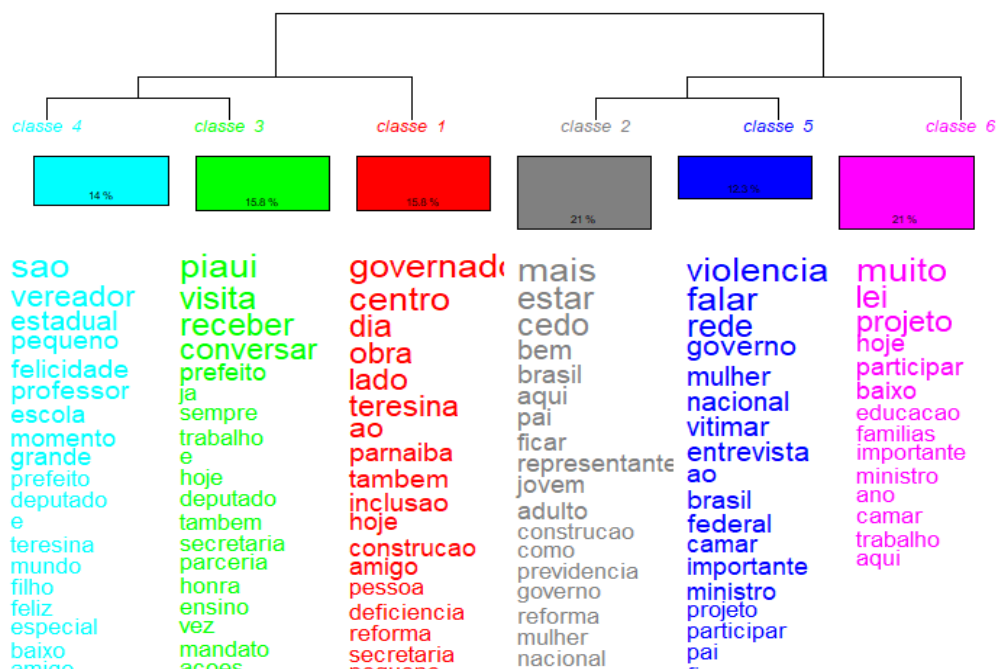 classe 4
classe 3
classe 1
classe 2
classe 5
classe 6
14 %
15.8 %
15.8 %
21 %
12.3 %
21 %
sao
vereador
estadual
pequeno
felicidade
professor
escola
momento
grande
prefeito
deputado
e
teresina
mundo
filho
feliz
especial
baixo
amigo
piaui
visita
receber
conversar
prefeito
ja
sempre
trabalho
e
hoje
deputado
tambem
secretaria
parceria
honra
ensino
vez
mandato
acoes
governado
centro
dia
obra
lado
teresina
ao
parnaiba
tambem
inclusao
hoje
construcao
amigo
pessoa
deficiencia
reforma
secretaria
pequeno
mais
estar
cedo
bem
brasil
aqui
pai
ficar
representante
jovem
adulto
construcao
como
previdencia
governo
reforma
mulher
nacional
violencia
falar
rede
governo
mulher
nacional
vitimar
entrevista
ao
brasil
federal
camar
importante
ministro
projeto
participar
pai
muito
lei
projeto
hoje
participar
baixo
educacao
familias
importante
ministro
ano
camar
trabalho
aqui